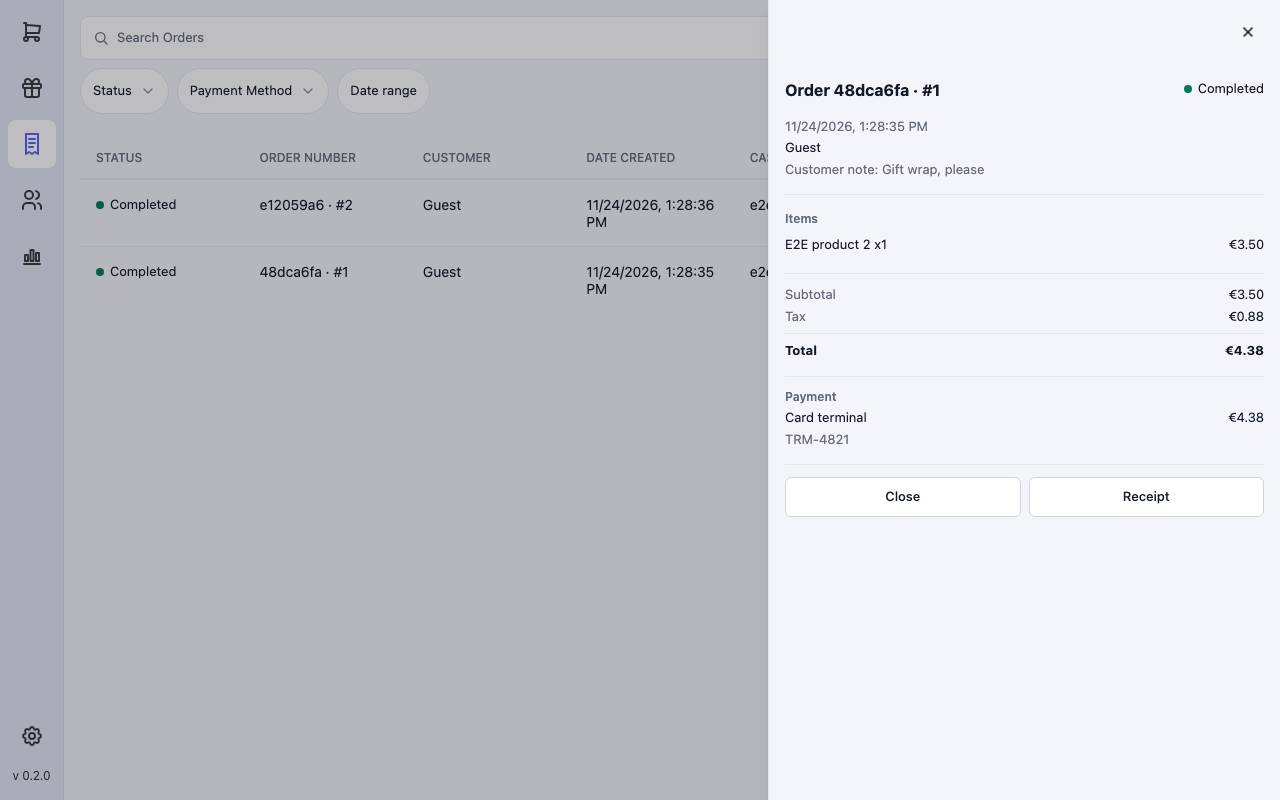 Search Orders
Status
Payment Method
Date range
STATUS ORDER NUMBER CUSTOMER DATE CREATED
Completed e12059a6 · #2 Guest 11/24/2026, 1:28:36
PM
Completed 48dca6fa · #1 Guest 11/24/2026, 1:28:35
PM
v 0.2.0
Order 48dca6fa · #1 Completed
11/24/2026, 1:28:35 PM
Guest
Customer note: Gift wrap, please
Items
E2E product 2 x1 €3.50
Subtotal €3.50
Tax €0.88
Total €4.38
Payment
Card terminal €4.38
TRM-4821
Close Receipt